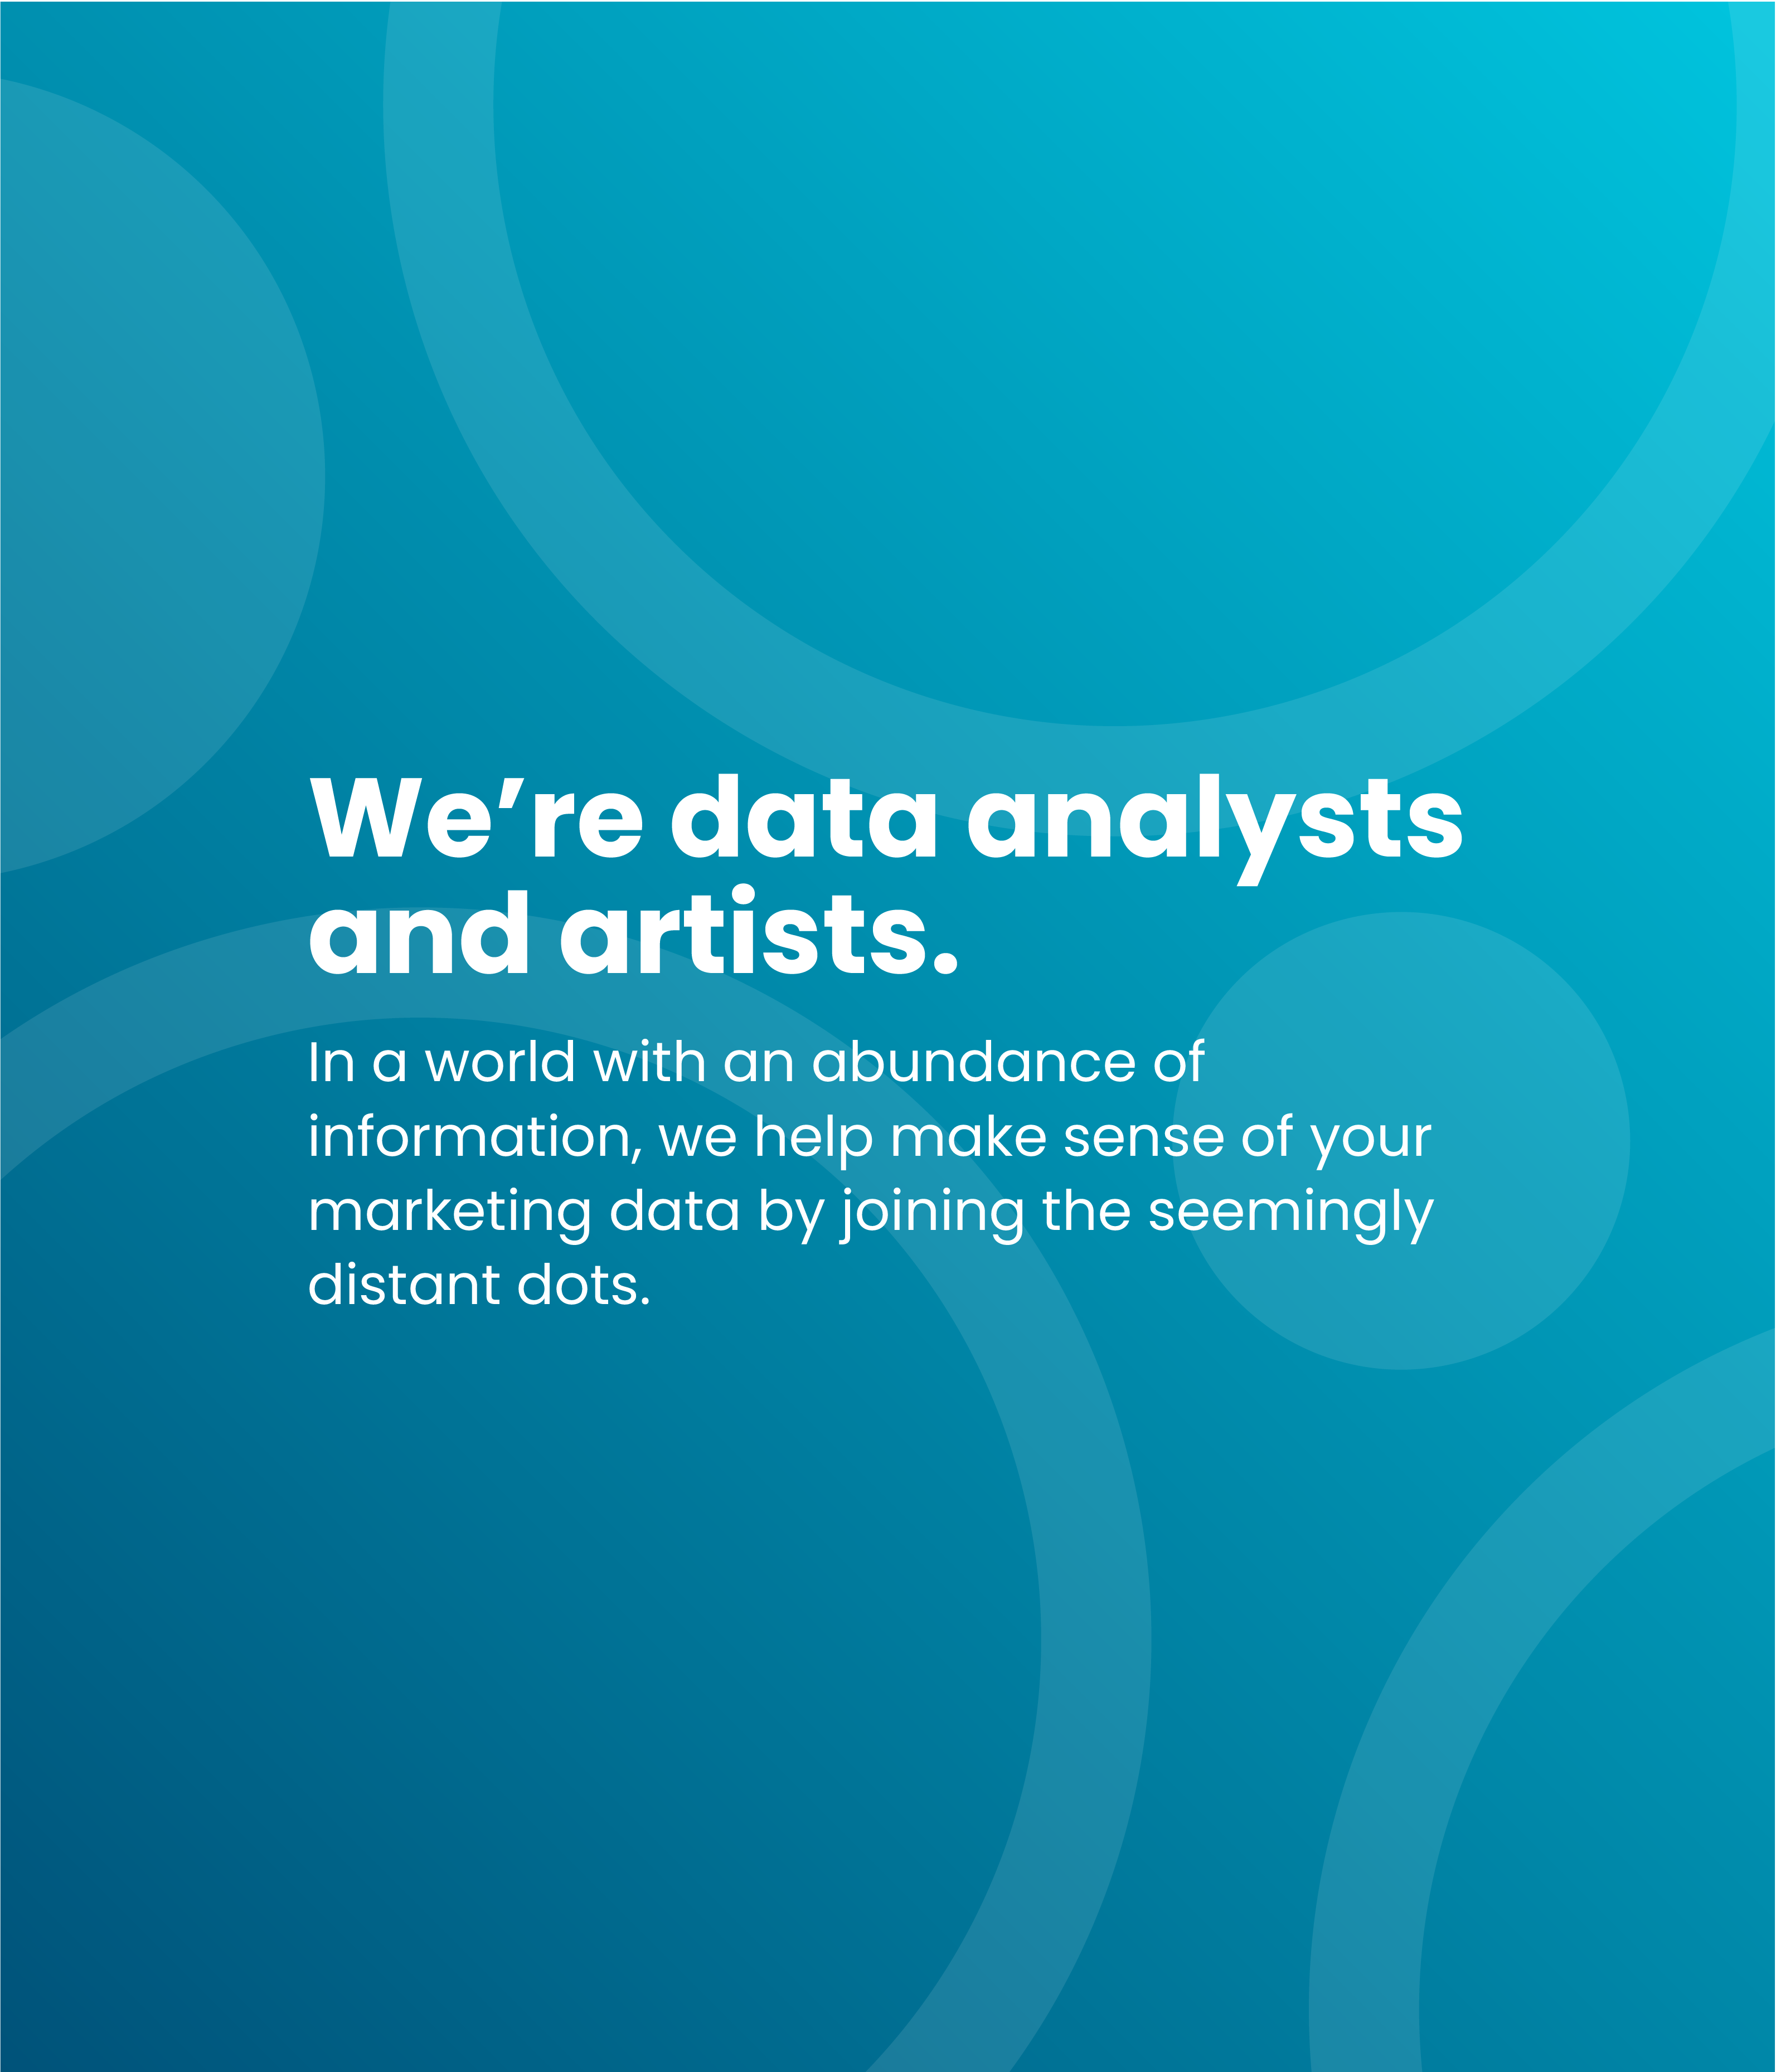 We’re data analysts
and artists.
In a world with an abundance of
information, we help make sense of your
marketing data by joining the seemingly
distant dots.